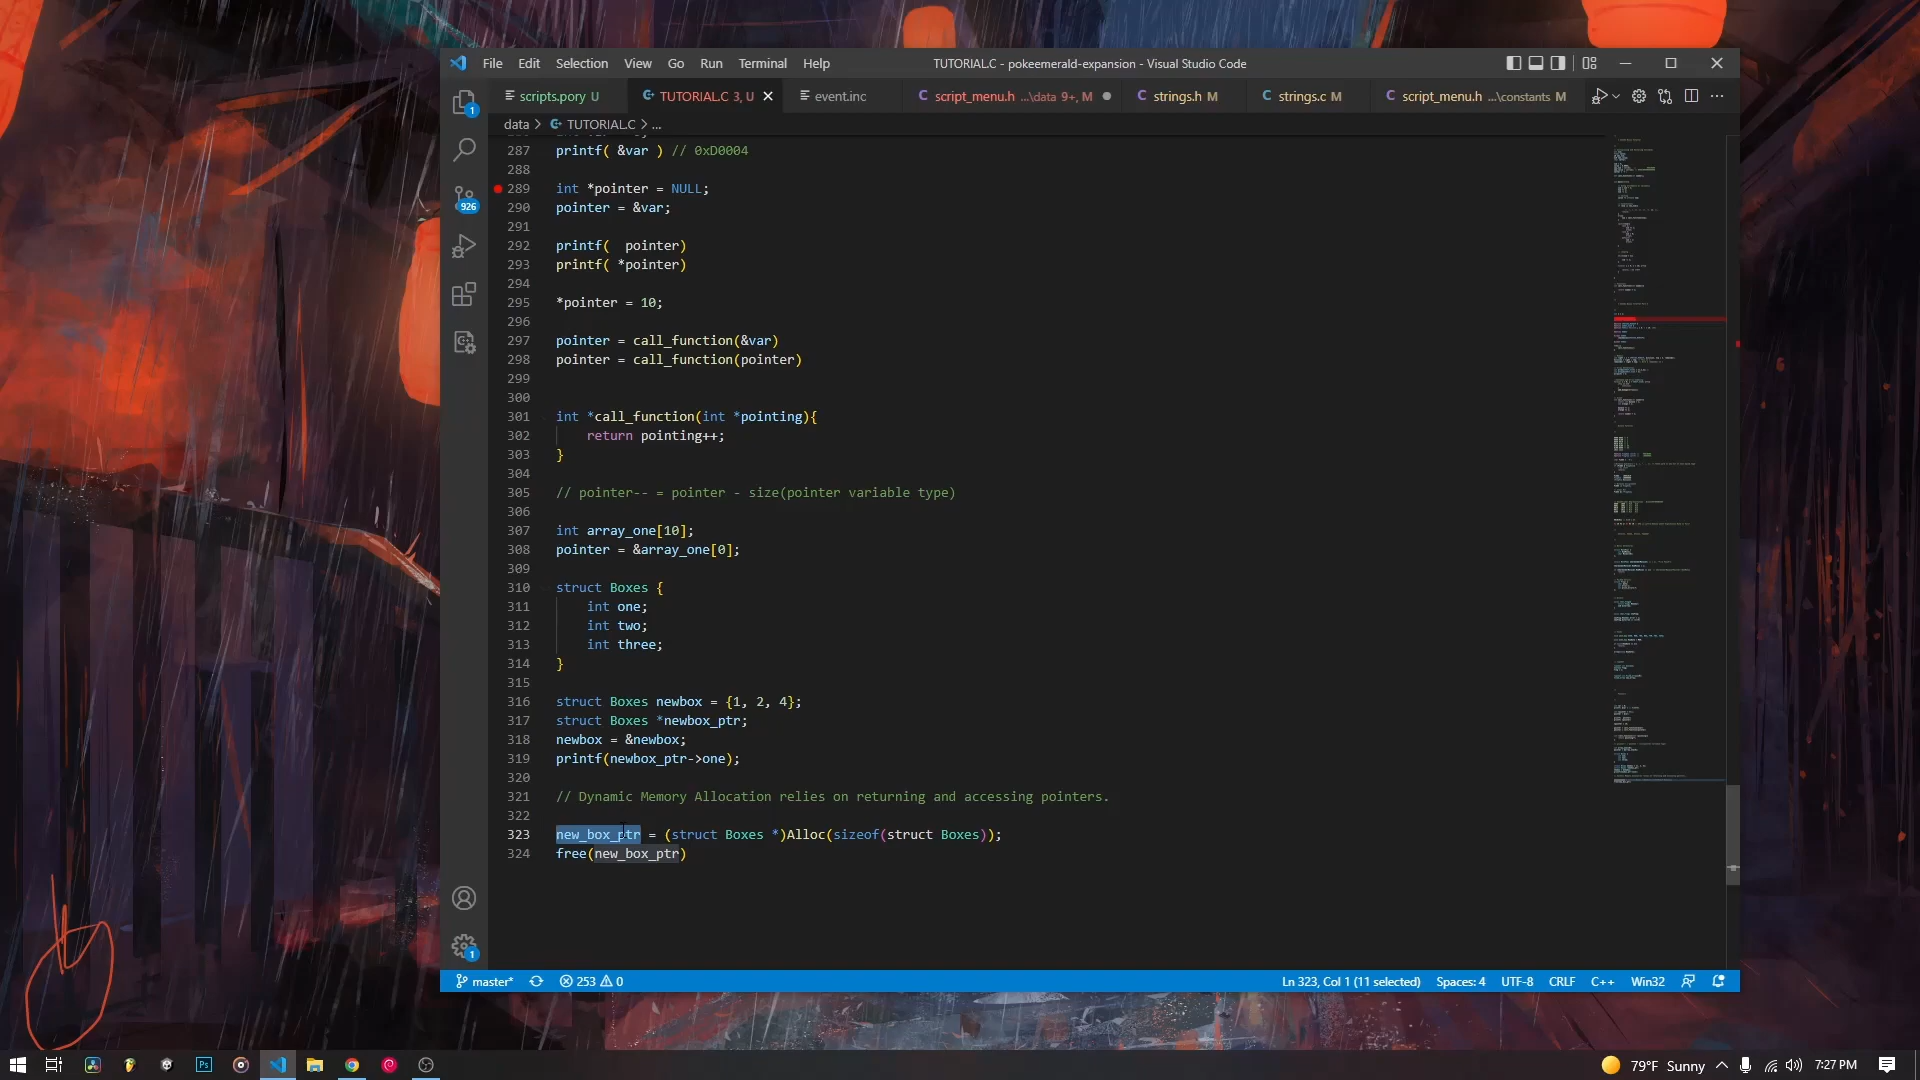 File Edit Selection View Go Run Terminal Help
TUTORIAL.C - pokeemerald-expansion - Visual Studio Code
scripts.pory U
TUTORIAL.C 3, U
event.inc
script_menu.h ...\data 9+, M
strings.h M
strings.c M
script_menu.h ...\constants M
data > TUTORIAL.C > ...
1
926
287 printf( &var ) // 0xD0004
288
289 int *pointer = NULL;
290 pointer = &var;
291
292 printf(  pointer)
293 printf( *pointer)
294
295 *pointer = 10;
296
297 pointer = call_function(&var)
298 pointer = call_function(pointer)
299
300
301 int *call_function(int *pointing){
302     return pointing++;
303 }
304
305 // pointer-- = pointer - size(pointer variable type)
306
307 int array_one[10];
308 pointer = &array_one[0];
309
310 struct Boxes {
311     int one;
312     int two;
313     int three;
314 }
315
316 struct Boxes newbox = {1, 2, 4};
317 struct Boxes *newbox_ptr;
318 newbox = &newbox;
319 printf(newbox_ptr->one);
320
321 // Dynamic Memory Allocation relies on returning and accessing pointers.
322
323 new_box_ptr = (struct Boxes *)Alloc(sizeof(struct Boxes));
324 free(new_box_ptr)
1
master*
253
0
Ln 323, Col 1 (11 selected)
Spaces: 4
UTF-8
CRLF
C++
Win32
Ps
79°F Sunny
7:27 PM